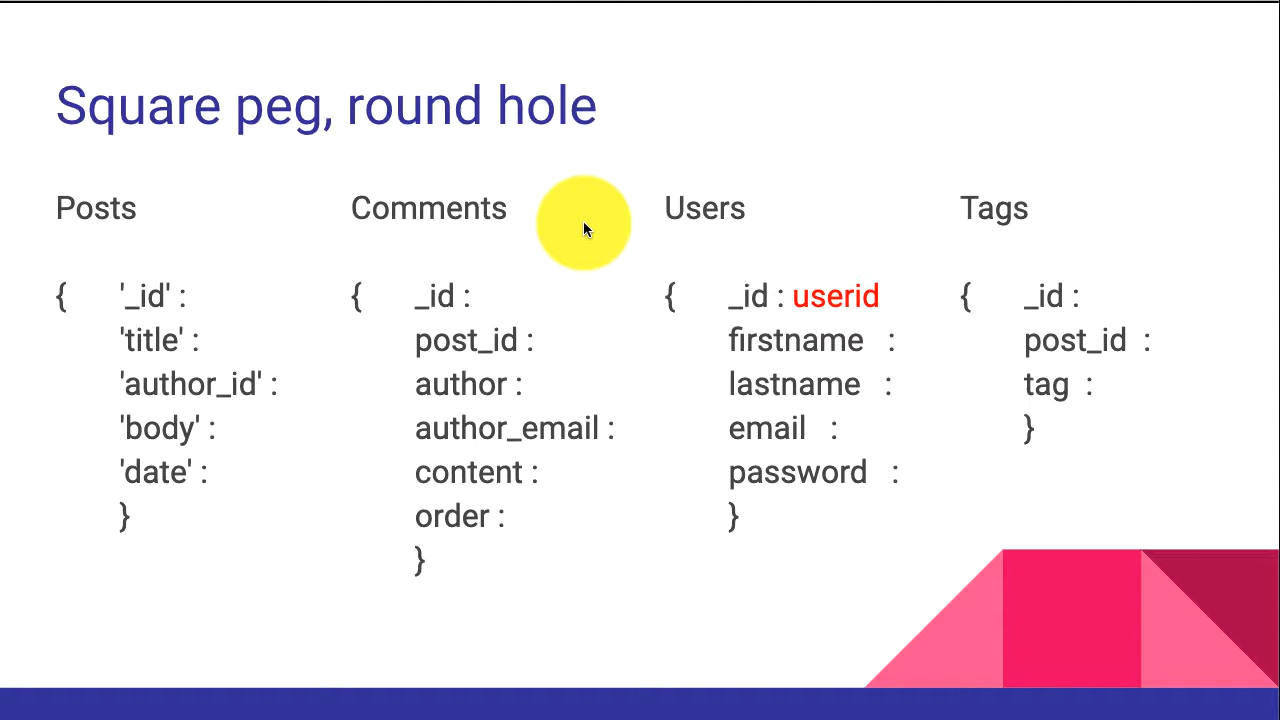 Square peg, round hole
Posts
{ '_id' :
'title' :
'author_id' :
'body' :
'date' :
}
Comments
{ _id :
post_id :
author :
author_email :
content :
order :
}
Users
{ _id : userid
firstname :
lastname :
email :
password :
}
Tags
{ _id :
post_id :
tag :
}